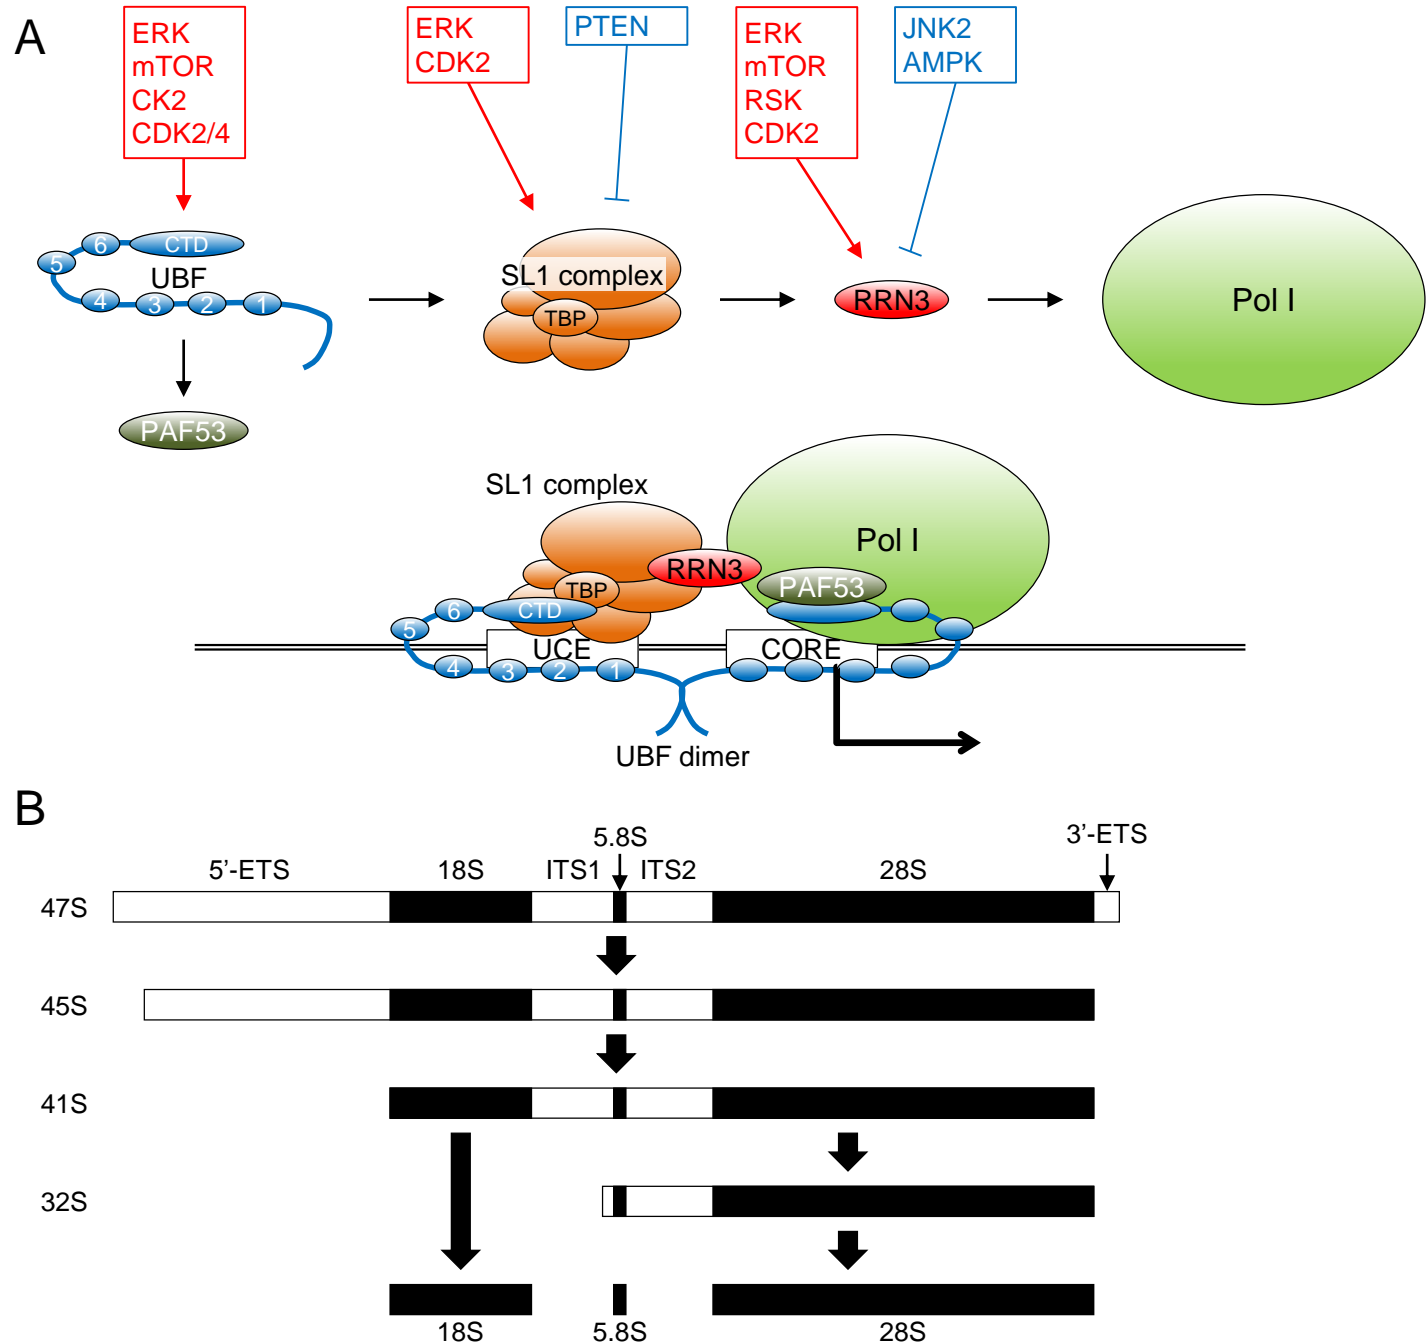 A
ERK
mTOR
CK2
CDK2/4
ERK
CDK2
PTEN
ERK
mTOR
RSK
CDK2
JNK2
AMPK
6 CTD
5
UBF
4 3 2 1
SL1 complex
TBP
RRN3
Pol I
PAF53
SL1 complex
Pol I
RRN3
TBP
PAF53
6 CTD
5
UCE CORE
4 3 2 1
UBF dimer
B
5.8S 3’-ETS
5’-ETS 18S ITS1 ITS2 28S
47S
45S
41S
32S
18S 5.8S 28S